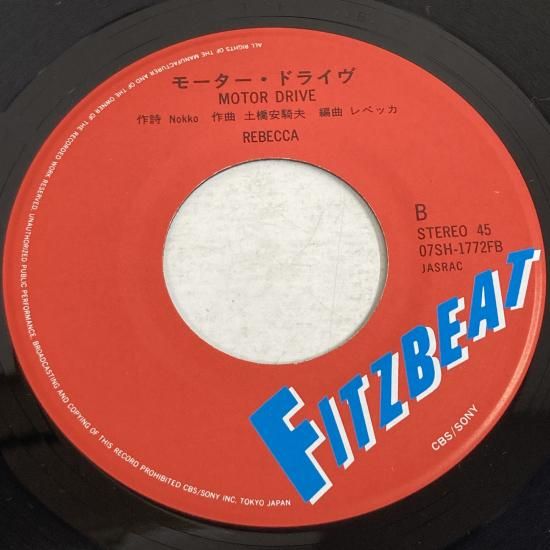 モーター・ドライヴ
MOTOR DRIVE
作詩 Nokko 作曲 土橋安騎夫 編曲 レベッカ
REBECCA
B
STEREO 45
07SH-1772FB
JASRAC
FITZBEAT
CBS/SONY
ALL RIGHTS OF THE MANUFACTURER AND OF THE OWNER OF THE RECORDED WORK RESERVED. UNAUTHORIZED PUBLIC PERFORMANCE, BROADCASTING AND COPYING OF THIS RECORD PROHIBITED CBS/SONY INC. TOKYO JAPAN